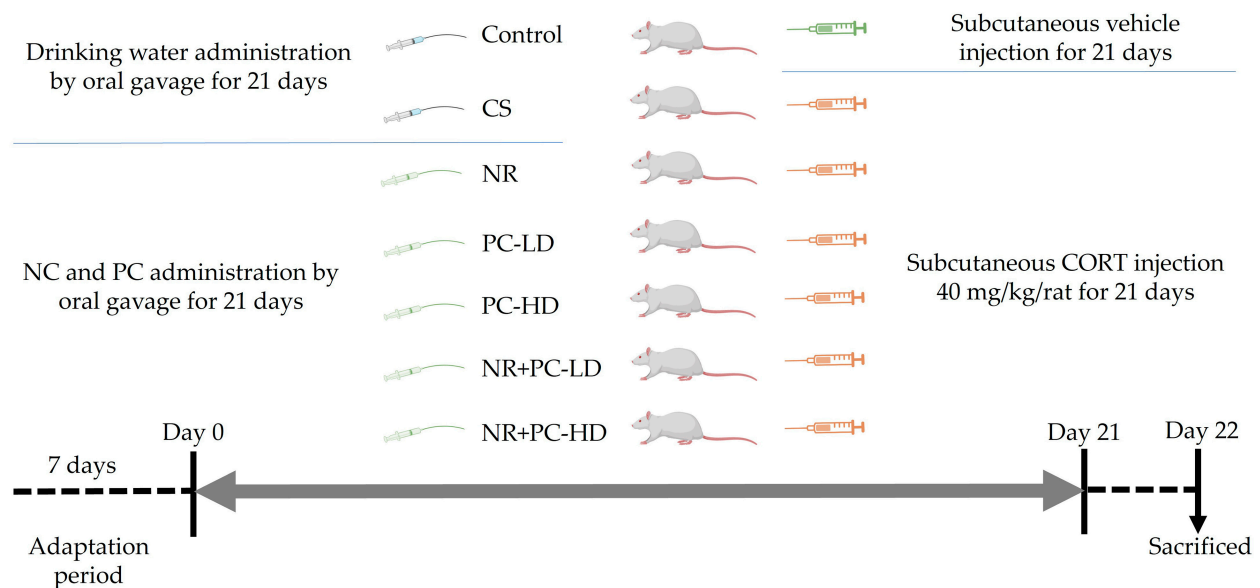 Drinking water administration
by oral gavage for 21 days
Control
Subcutaneous vehicle
injection for 21 days
CS
NR
NC and PC administration by
oral gavage for 21 days
PC-LD
PC-HD
NR+PC-LD
NR+PC-HD
Subcutaneous CORT injection
40 mg/kg/rat for 21 days
7 days
Day 0
Day 21
Day 22
Adaptation
period
Sacrificed